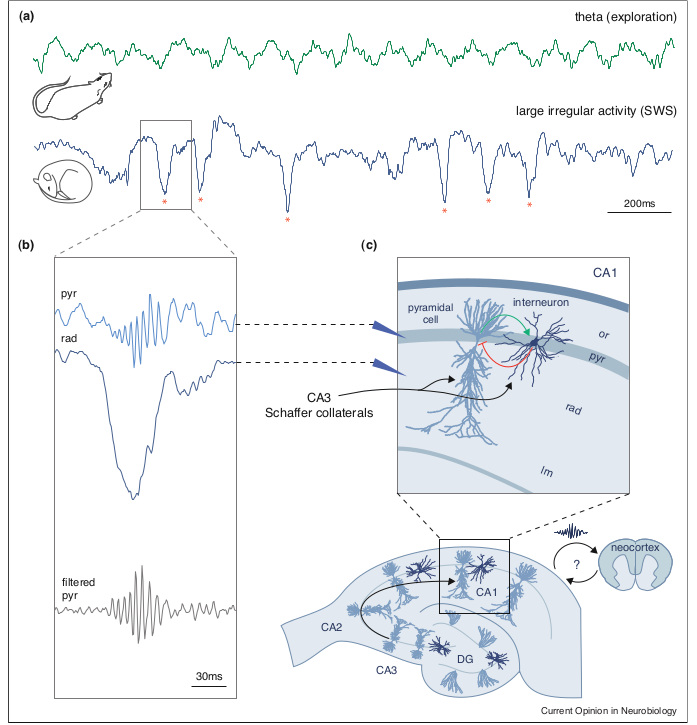 (a)
theta (exploration)
large irregular activity (SWS)
*
*
*
*
*
*
200ms
(b)
pyr
rad
filtered
pyr
30ms
(c)
CA1
pyramidal
cell
interneuron
or
pyr
rad
lm
CA3
Schaffer collaterals
neocortex
?
CA1
CA2
CA3
DG
Current Opinion in Neurobiology